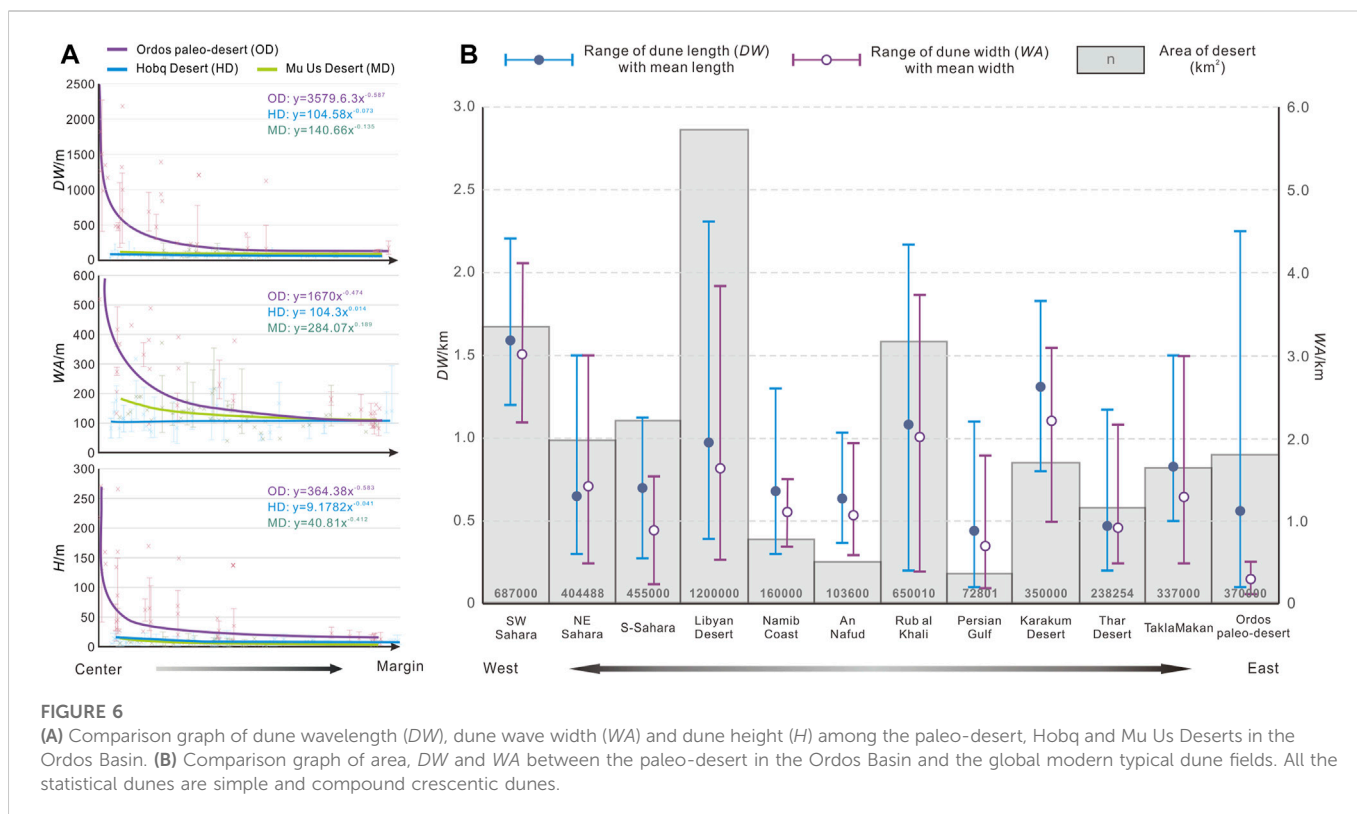 A
Ordos paleo-desert (OD)
Hobq Desert (HD)
Mu Us Desert (MD)
2500
2000
1500
1000
500
0
DW/m
OD: y=3579.6.3x^-0.587
HD: y=104.58x^-0.073
MD: y=140.66x^-0.135
600
500
400
300
200
100
0
WA/m
OD: y=1670x^-0.474
HD: y= 104.3x^0.014
MD: y=284.07x^0.189
300
250
200
150
100
50
0
H/m
OD: y=364.38x^-0.583
HD: y=9.1782x^-0.041
MD: y=40.81x^-0.412
Center
Margin
B
Range of dune length (DW)
with mean length
Range of dune width (WA)
with mean width
n
Area of desert
(km²)
3.0
2.5
2.0
1.5
1.0
0.5
0
DW/km
6.0
5.0
4.0
3.0
2.0
1.0
0
WA/km
687000
404488
455000
1200000
160000
103600
650010
72801
350000
238254
337000
370000
SW
Sahara
NE
Sahara
S-Sahara
Libyan
Desert
Namib
Coast
An
Nafud
Rub al
Khali
Persian
Gulf
Karakum
Desert
Thar
Desert
TaklaMakan
Ordos
paleo-desert
West
East
FIGURE 6
(A) Comparison graph of dune wavelength (DW), dune wave width (WA) and dune height (H) among the paleo-desert, Hobq and Mu Us Deserts in the
Ordos Basin. (B) Comparison graph of area, DW and WA between the paleo-desert in the Ordos Basin and the global modern typical dune fields. All the
statistical dunes are simple and compound crescentic dunes.